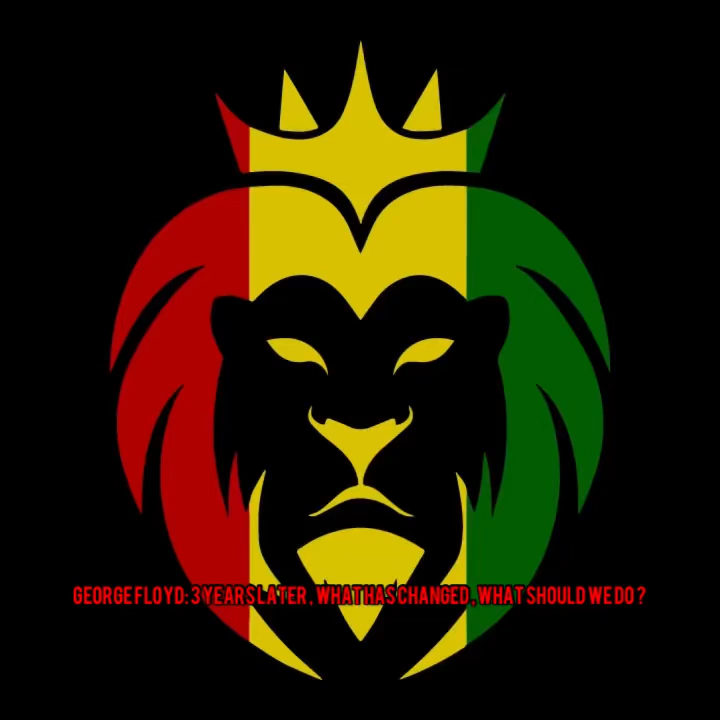 GEORGE FLOYD: 3 YEARS LATER , WHAT HAS CHANGED , WHAT SHOULD WE DO ?